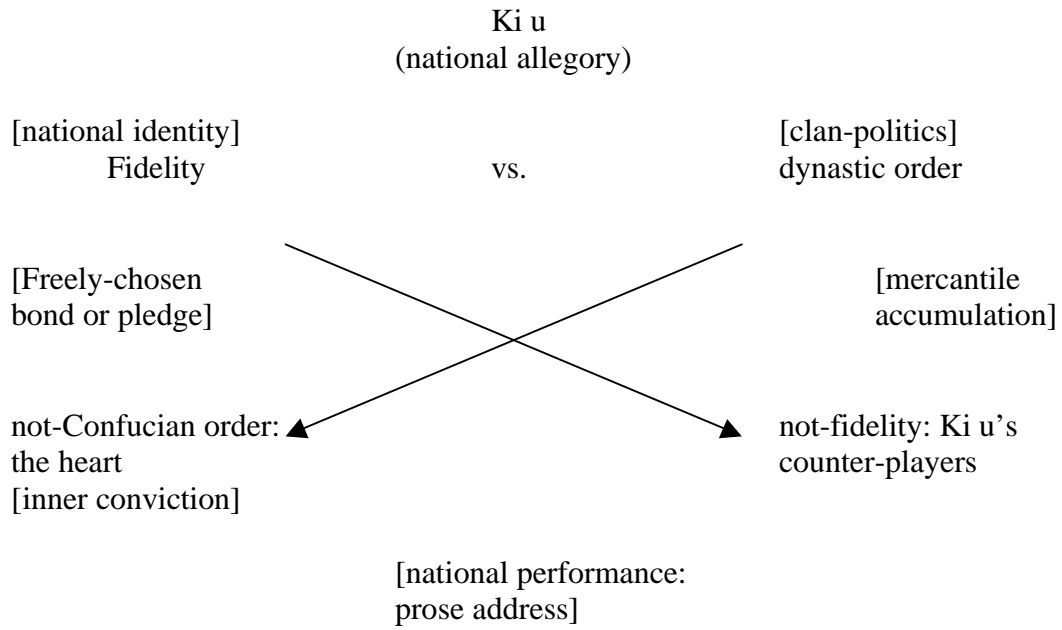 Ki u
(national allegory)
[national identity] [clan-politics]
Fidelity vs. dynastic order
[Freely-chosen [mercantile
bond or pledge] accumulation]
not-Confucian order: not-fidelity: Ki u’s
the heart counter-players
[inner conviction]
[national performance:
prose address]